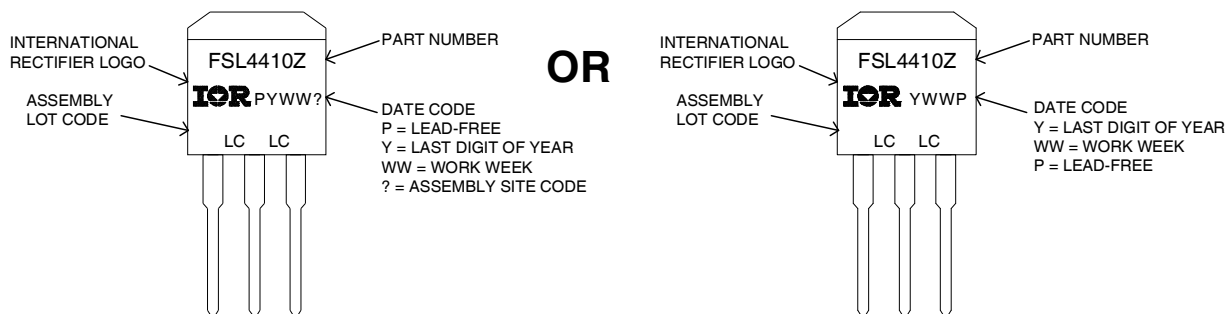 INTERNATIONAL
RECTIFIER LOGO
ASSEMBLY
LOT CODE
FSL4410Z
IOR PYWW?
LC LC
PART NUMBER
DATE CODE
P = LEAD-FREE
Y = LAST DIGIT OF YEAR
WW = WORK WEEK
? = ASSEMBLY SITE CODE
OR
INTERNATIONAL
RECTIFIER LOGO
ASSEMBLY
LOT CODE
FSL4410Z
IOR YWWP
LC LC
PART NUMBER
DATE CODE
Y = LAST DIGIT OF YEAR
WW = WORK WEEK
P = LEAD-FREE